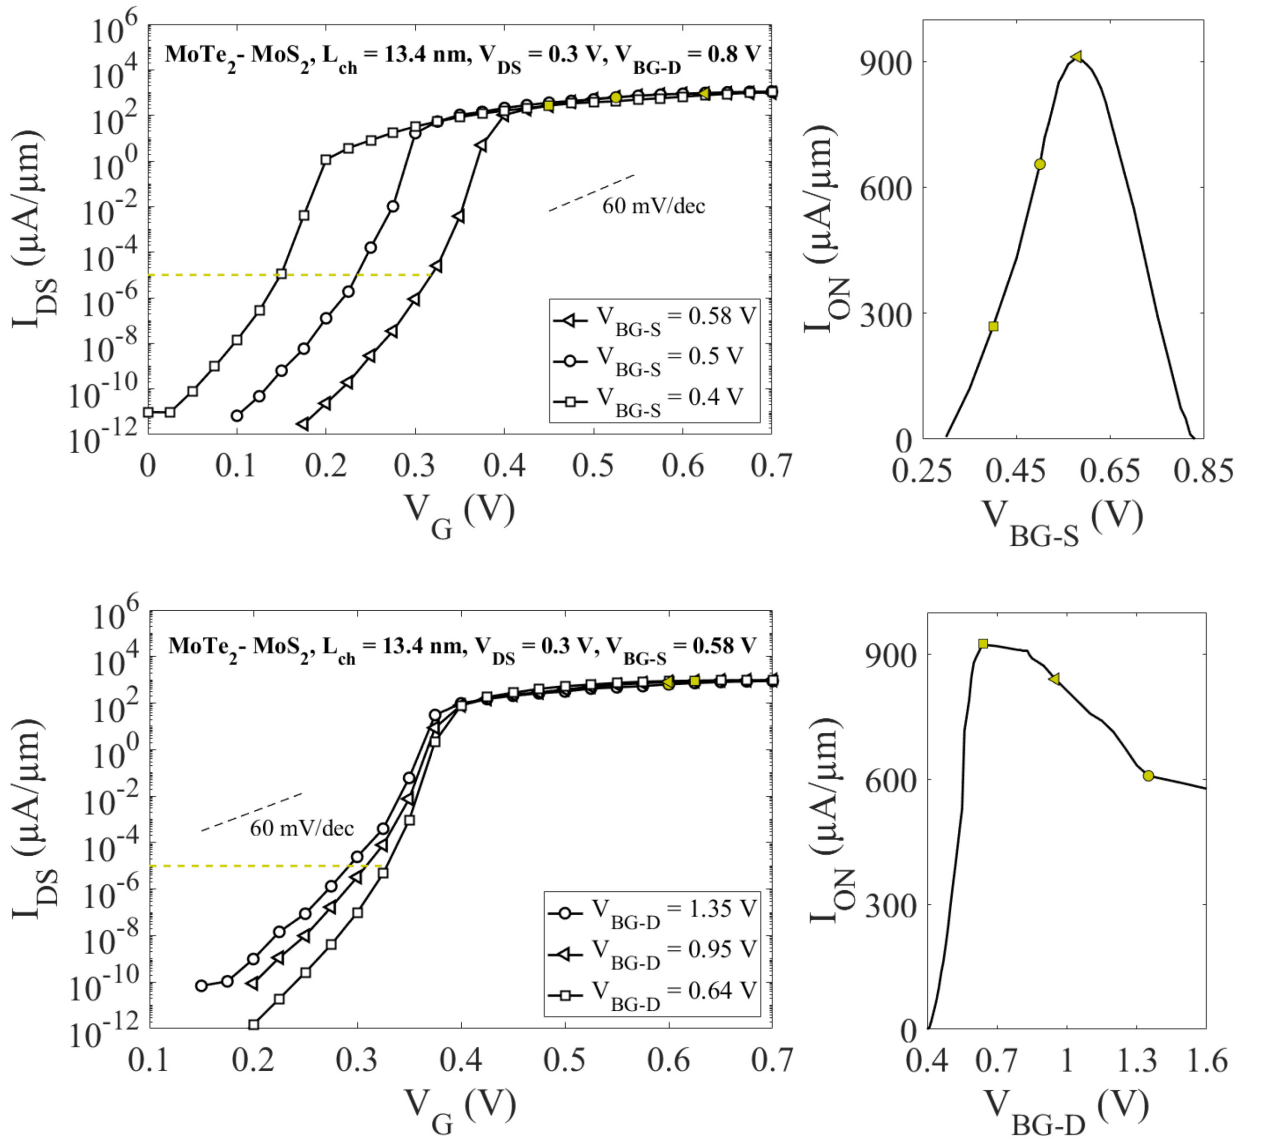 MoTe2- MoS2, Lch = 13.4 nm, VDS = 0.3 V, VBG-D = 0.8 V
IDS (μA/μm)
10^6
10^4
10^2
10^0
10^-2
10^-4
10^-6
10^-8
10^-10
10^-12
60 mV/dec
VBG-S = 0.58 V
VBG-S = 0.5 V
VBG-S = 0.4 V
0 0.1 0.2 0.3 0.4 0.5 0.6 0.7
VG (V)
ION (μA/μm)
900
600
300
0
0.25 0.45 0.65 0.85
VBG-S (V)
MoTe2- MoS2, Lch = 13.4 nm, VDS = 0.3 V, VBG-S = 0.58 V
IDS (μA/μm)
10^6
10^4
10^2
10^0
10^-2
10^-4
10^-6
10^-8
10^-10
10^-12
60 mV/dec
VBG-D = 1.35 V
VBG-D = 0.95 V
VBG-D = 0.64 V
0.1 0.2 0.3 0.4 0.5 0.6 0.7
VG (V)
ION (μA/μm)
900
600
300
0
0.4 0.7 1 1.3 1.6
VBG-D (V)